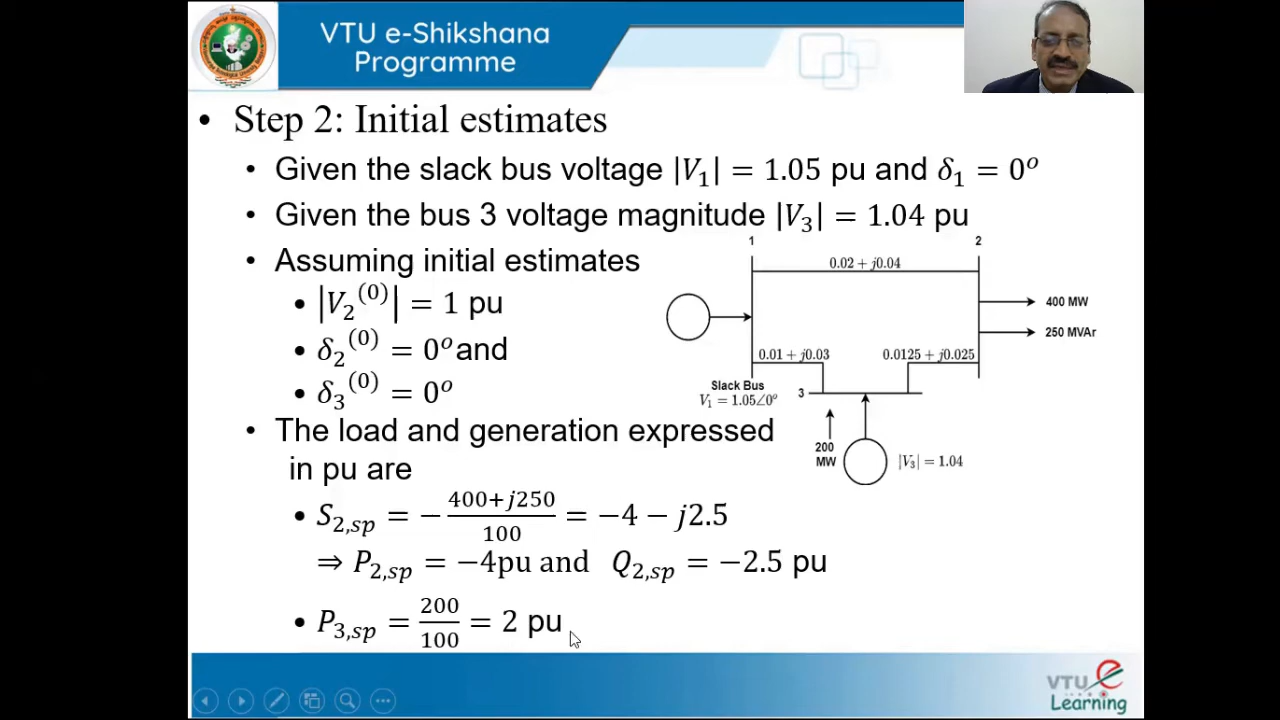 VTU e-Shikshana
Programme
• Step 2: Initial estimates
• Given the slack bus voltage |V₁| = 1.05 pu and δ₁ = 0ᵒ
• Given the bus 3 voltage magnitude |V₃| = 1.04 pu
• Assuming initial estimates
• |V₂⁽⁰⁾| = 1 pu
• δ₂⁽⁰⁾ = 0ᵒ and
• δ₃⁽⁰⁾ = 0ᵒ
• The load and generation expressed
in pu are
• S₂,sp = −(400+j250)/100 = −4 − j2.5
⇒ P₂,sp = −4pu and Q₂,sp = −2.5 pu
• P₃,sp = 200/100 = 2 pu
1
2
0.02 + j0.04
400 MW
250 MVAr
0.01 + j0.03
0.0125 + j0.025
Slack Bus
V₁ = 1.05∠0ᵒ
3
200
MW
|V₃| = 1.04
VTU e
Learning